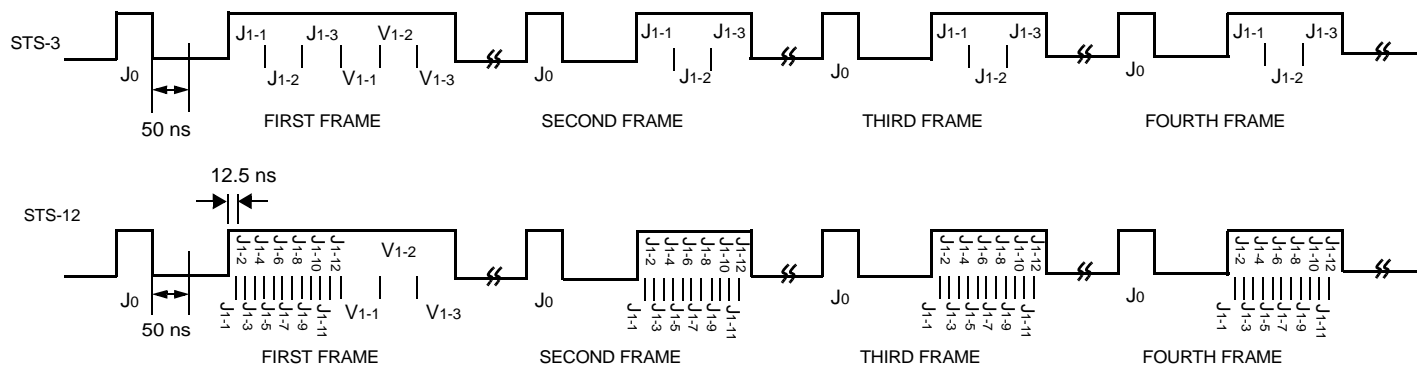 STS-3
J0 J1-1 J1-3 V1-2 J0 J1-1 J1-3 J0 J1-1 J1-3 J0 J1-1 J1-3
J1-2 V1-1 V1-3 J1-2 J1-2 J1-2
50 ns
FIRST FRAME SECOND FRAME THIRD FRAME FOURTH FRAME
12.5 ns
STS-12
J1-2 J1-4 J1-6 J1-8 J1-10 J1-12 V1-2 J1-2 J1-4 J1-6 J1-8 J1-10 J1-12 J1-2 J1-4 J1-6 J1-8 J1-10 J1-12 J1-2 J1-4 J1-6 J1-8 J1-10 J1-12
J0 J0 J0 J0
J1-1 J1-3 J1-5 J1-7 J1-9 J1-11 V1-1 V1-3 J1-1 J1-3 J1-5 J1-7 J1-9 J1-11 J1-1 J1-3 J1-5 J1-7 J1-9 J1-11 J1-1 J1-3 J1-5 J1-7 J1-9 J1-11
50 ns
FIRST FRAME SECOND FRAME THIRD FRAME FOURTH FRAME